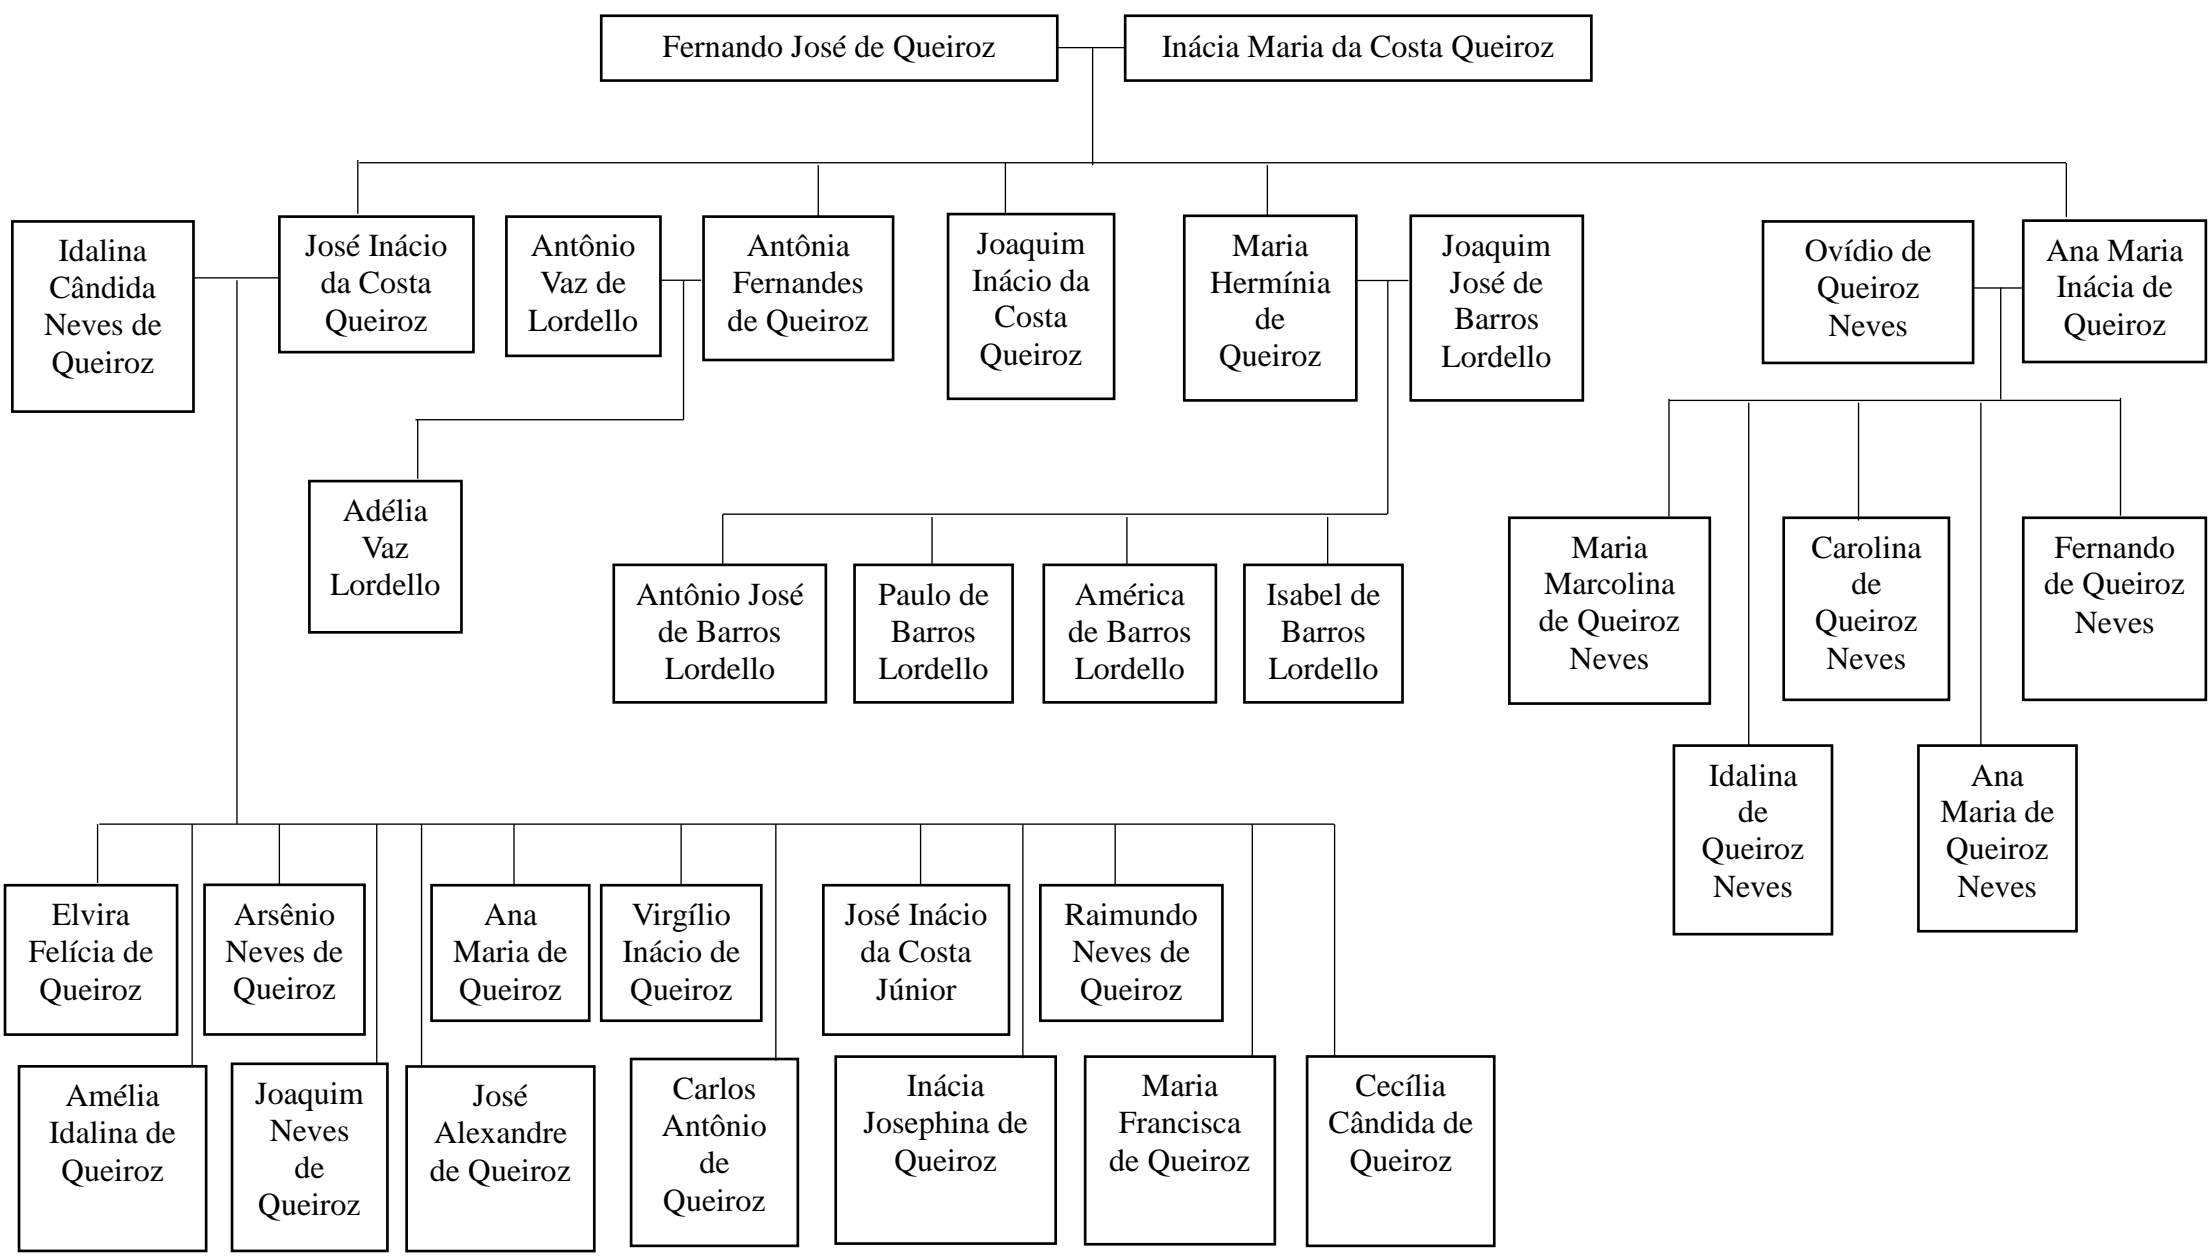 Fernando José de Queiroz
Inácia Maria da Costa Queiroz
Idalina
Cândida
Neves de
Queiroz
José Inácio
da Costa
Queiroz
Antônio
Vaz de
Lordello
Antônia
Fernandes
de Queiroz
Joaquim
Inácio da
Costa
Queiroz
Maria
Hermínia
de
Queiroz
Joaquim
José de
Barros
Lordello
Ovídio de
Queiroz
Neves
Ana Maria
Inácia de
Queiroz
Adélia
Vaz
Lordello
Antônio José
de Barros
Lordello
Paulo de
Barros
Lordello
América
de Barros
Lordello
Isabel de
Barros
Lordello
Maria
Marcolina
de Queiroz
Neves
Carolina
de
Queiroz
Neves
Fernando
de Queiroz
Neves
Idalina
de
Queiroz
Neves
Ana
Maria de
Queiroz
Neves
Elvira
Felícia de
Queiroz
Arsênio
Neves de
Queiroz
Ana
Maria de
Queiroz
Virgílio
Inácio de
Queiroz
José Inácio
da Costa
Júnior
Raimundo
Neves de
Queiroz
Amélia
Idalina de
Queiroz
Joaquim
Neves
de
Queiroz
José
Alexandre
de Queiroz
Carlos
Antônio
de
Queiroz
Inácia
Josephina de
Queiroz
Maria
Francisca
de Queiroz
Cecília
Cândida de
Queiroz